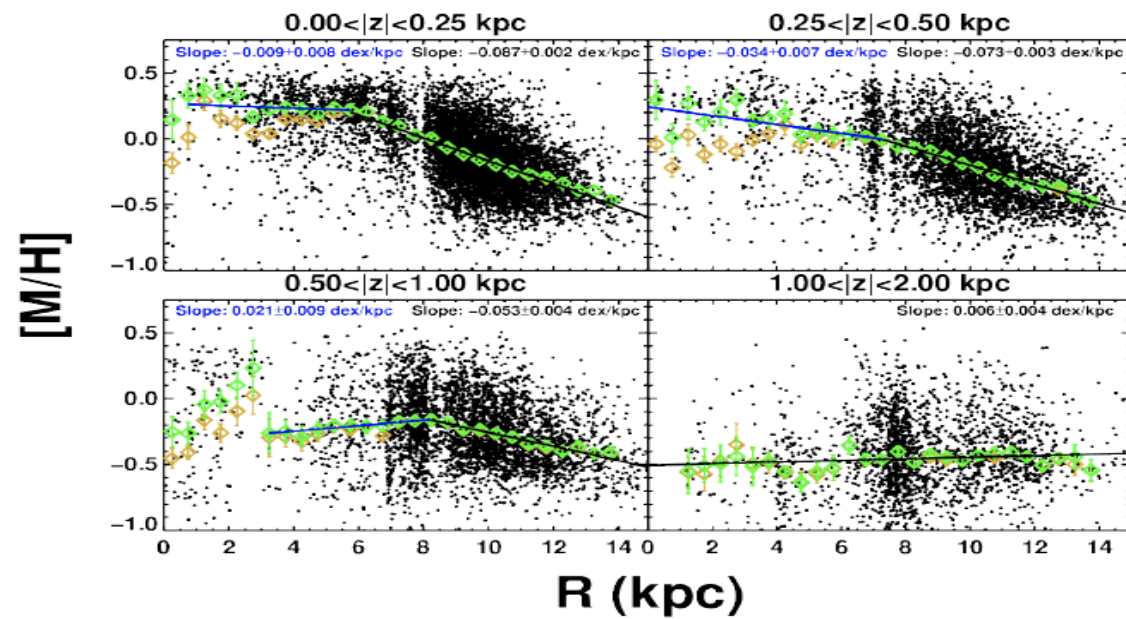 0.00<|z|<0.25 kpc
0.25<|z|<0.50 kpc
Slope: −0.009±0.008 dex/kpc Slope: −0.087±0.002 dex/kpc
Slope: −0.034±0.007 dex/kpc Slope: −0.073±0.003 dex/kpc
0.5
0.0
−0.5
−1.0
0.50<|z|<1.00 kpc
1.00<|z|<2.00 kpc
Slope: 0.021±0.009 dex/kpc Slope: −0.053±0.004 dex/kpc
Slope: 0.006±0.004 dex/kpc
0.5
0.0
−0.5
−1.0
[M/H]
0 2 4 6 8 10 12 14 0 2 4 6 8 10 12 14
R (kpc)